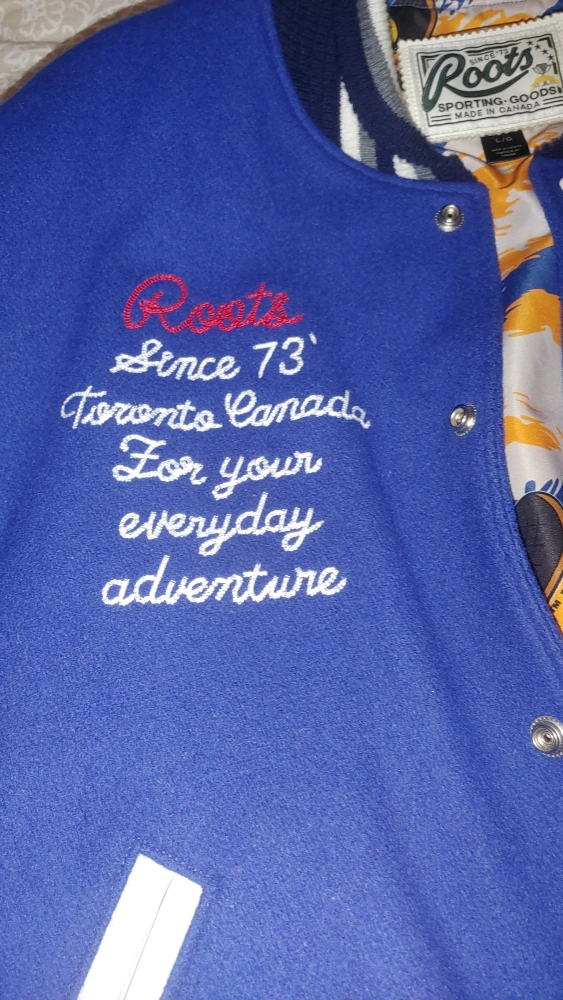 SINCE '73
Roots
SPORTING·GOODS
MADE IN CANADA
L/G
Roots
Since 73'
Toronto Canada
For your
everyday
adventure